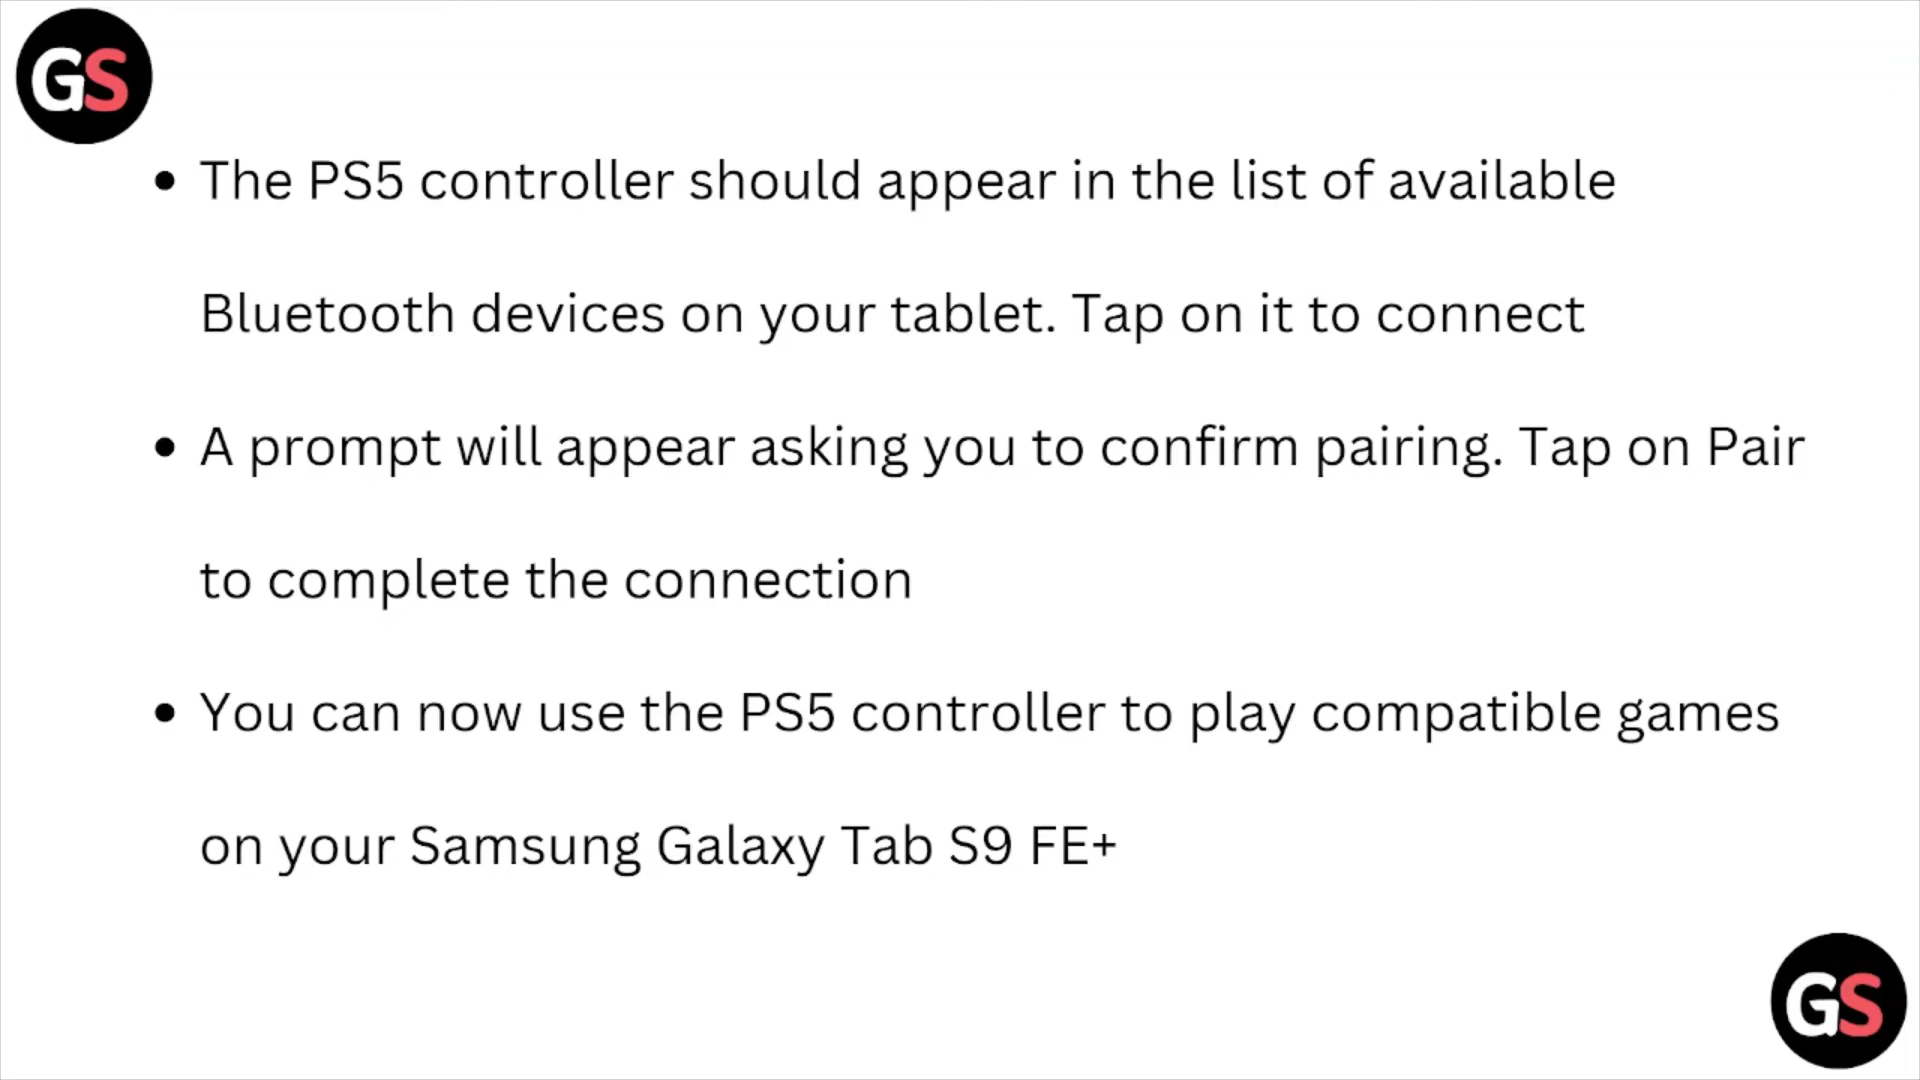 GS
• The PS5 controller should appear in the list of available
Bluetooth devices on your tablet. Tap on it to connect
• A prompt will appear asking you to confirm pairing. Tap on Pair
to complete the connection
• You can now use the PS5 controller to play compatible games
on your Samsung Galaxy Tab S9 FE+
GS